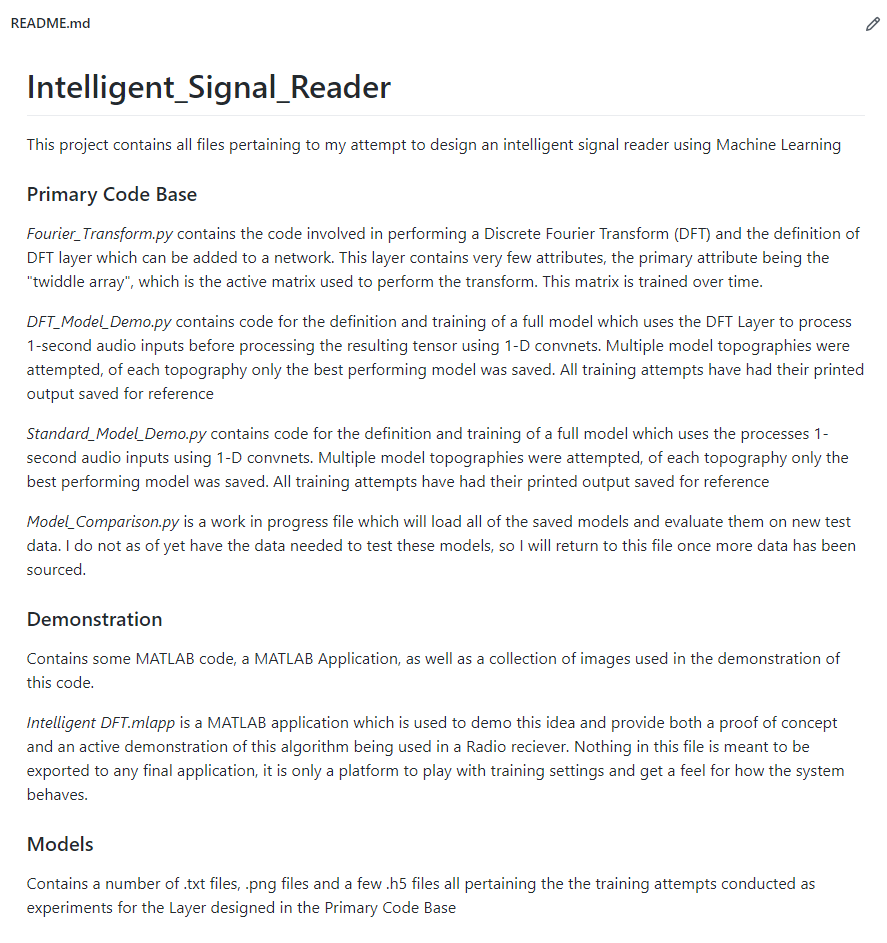 README.md
Intelligent_Signal_Reader
This project contains all files pertaining to my attempt to design an intelligent signal reader using Machine Learning
Primary Code Base
Fourier_Transform.py contains the code involved in performing a Discrete Fourier Transform (DFT) and the definition of
DFT layer which can be added to a network. This layer contains very few attributes, the primary attribute being the
"twiddle array", which is the active matrix used to perform the transform. This matrix is trained over time.
DFT_Model_Demo.py contains code for the definition and training of a full model which uses the DFT Layer to process
1-second audio inputs before processing the resulting tensor using 1-D convnets. Multiple model topographies were
attempted, of each topography only the best performing model was saved. All training attempts have had their printed
output saved for reference
Standard_Model_Demo.py contains code for the definition and training of a full model which uses the processes 1-
second audio inputs using 1-D convnets. Multiple model topographies were attempted, of each topography only the
best performing model was saved. All training attempts have had their printed output saved for reference
Model_Comparison.py is a work in progress file which will load all of the saved models and evaluate them on new test
data. I do not as of yet have the data needed to test these models, so I will return to this file once more data has been
sourced.
Demonstration
Contains some MATLAB code, a MATLAB Application, as well as a collection of images used in the demonstration of
this code.
Intelligent DFT.mlapp is a MATLAB application which is used to demo this idea and provide both a proof of concept
and an active demonstration of this algorithm being used in a Radio reciever. Nothing in this file is meant to be
exported to any final application, it is only a platform to play with training settings and get a feel for how the system
behaves.
Models
Contains a number of .txt files, .png files and a few .h5 files all pertaining the the training attempts conducted as
experiments for the Layer designed in the Primary Code Base